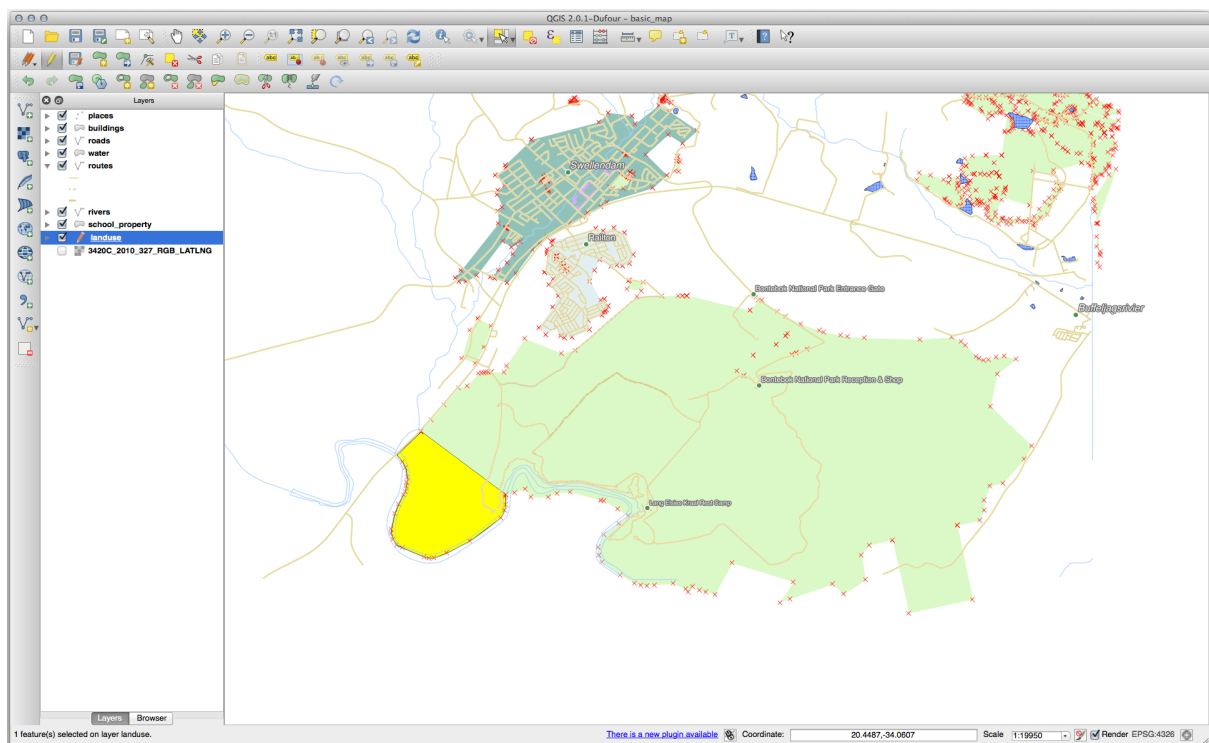 QGIS 2.0.1-Dufour – basic_map
Layers
places
buildings
roads
water
routes
rivers
school_property
landuse
3420C_2010_327_RGB_LATLNG
Swellendam
Railton
Bontebok National Park Entrance Gate
Buffeljagsrivier
Bontebok National Park Reception & Shop
Lang Elsies Kraal Rest Camp
Layers Browser
1 feature(s) selected on layer landuse. There is a new plugin available Coordinate: 20.4487,-34.0607 Scale 1:19950 Render EPSG:4326